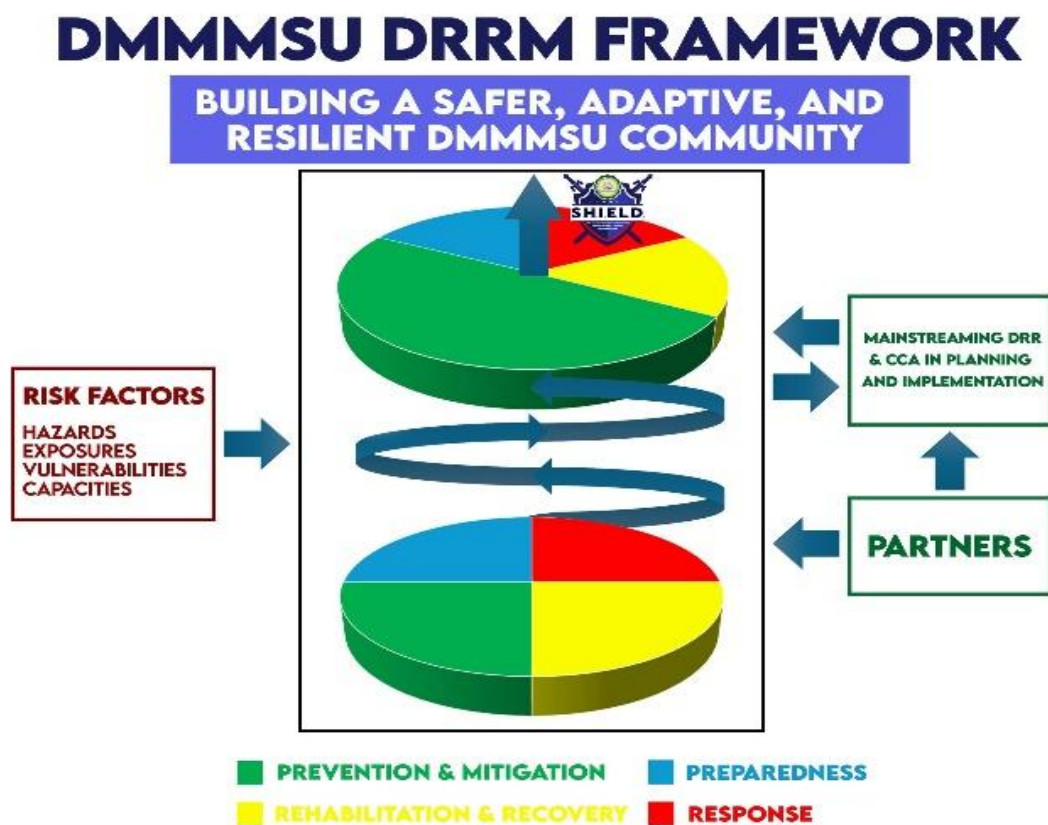 DMMMSU DRRM FRAMEWORK
BUILDING A SAFER, ADAPTIVE, AND
RESILIENT DMMMSU COMMUNITY
SHIELD
RISK FACTORS
HAZARDS
EXPOSURES
VULNERABILITIES
CAPACITIES
MAINSTREAMING DRR
& CCA IN PLANNING
AND IMPLEMENTATION
PARTNERS
PREVENTION & MITIGATION
PREPAREDNESS
REHABILITATION & RECOVERY
RESPONSE